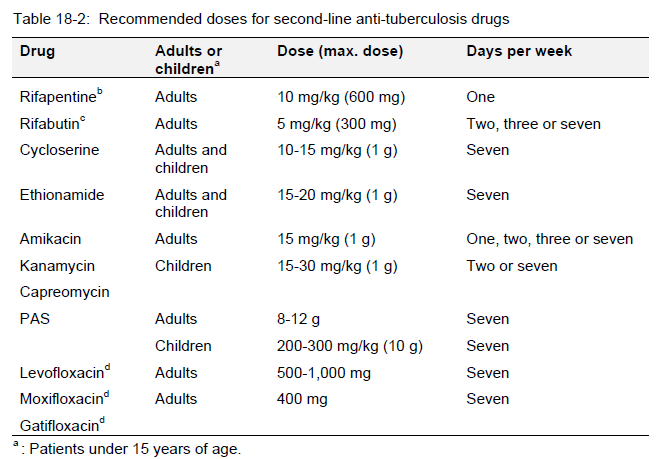 Table 18-2: Recommended doses for second-line anti-tuberculosis drugs
Drug Adults or children^a Dose (max. dose) Days per week
Rifapentine^b Adults 10 mg/kg (600 mg) One
Rifabutin^c Adults 5 mg/kg (300 mg) Two, three or seven
Cycloserine Adults and children 10-15 mg/kg (1 g) Seven
Ethionamide Adults and children 15-20 mg/kg (1 g) Seven
Amikacin Adults 15 mg/kg (1 g) One, two, three or seven
Kanamycin Children 15-30 mg/kg (1 g) Two or seven
Capreomycin
PAS Adults 8-12 g Seven
Children 200-300 mg/kg (10 g) Seven
Levofloxacin^d Adults 500-1,000 mg Seven
Moxifloxacin^d Adults 400 mg Seven
Gatifloxacin^d
^a : Patients under 15 years of age.